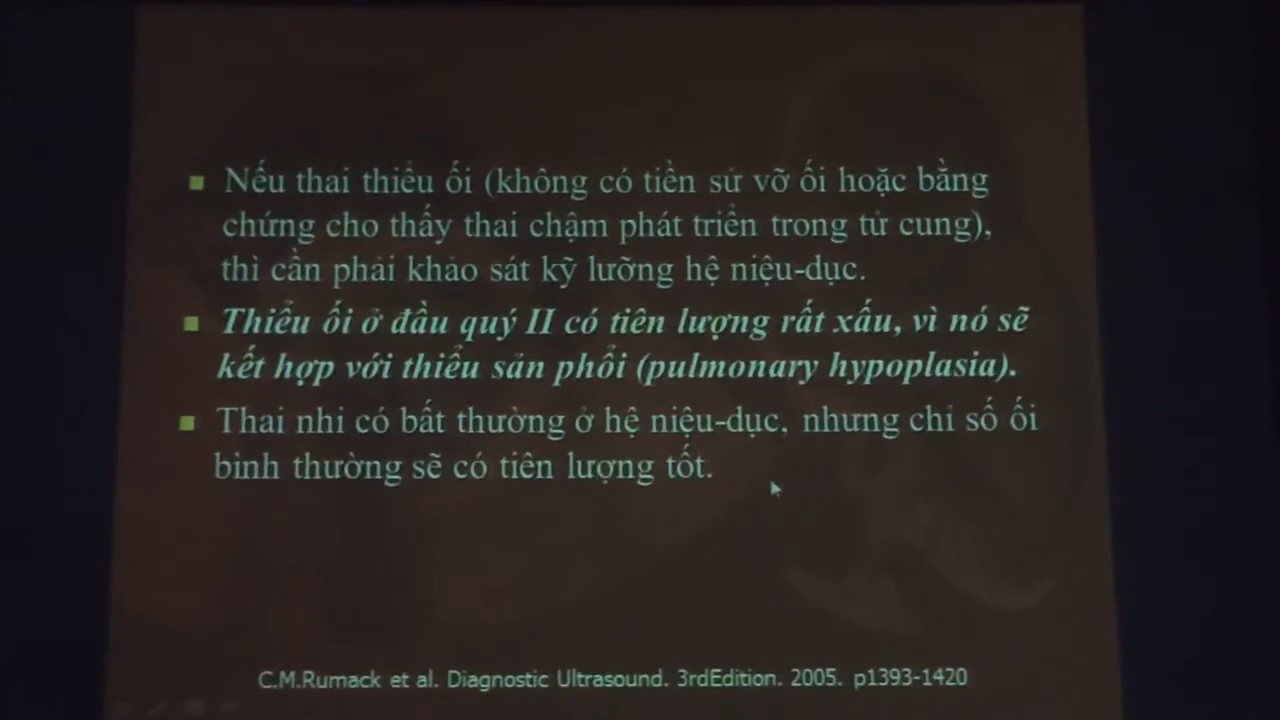 Nếu thai thiểu ối (không có tiền sử vỡ ối hoặc bằng
chứng cho thấy thai chậm phát triển trong tử cung),
thì cần phải khảo sát kỹ lưỡng hệ niệu-dục.
Thiểu ối ở đầu quý II có tiên lượng rất xấu, vì nó sẽ
kết hợp với thiểu sản phổi (pulmonary hypoplasia).
Thai nhi có bất thường ở hệ niệu-dục, nhưng chỉ số ối
bình thường sẽ có tiên lượng tốt.
C.M.Rumack et al. Diagnostic Ultrasound. 3rdEdition. 2005. p1393-1420